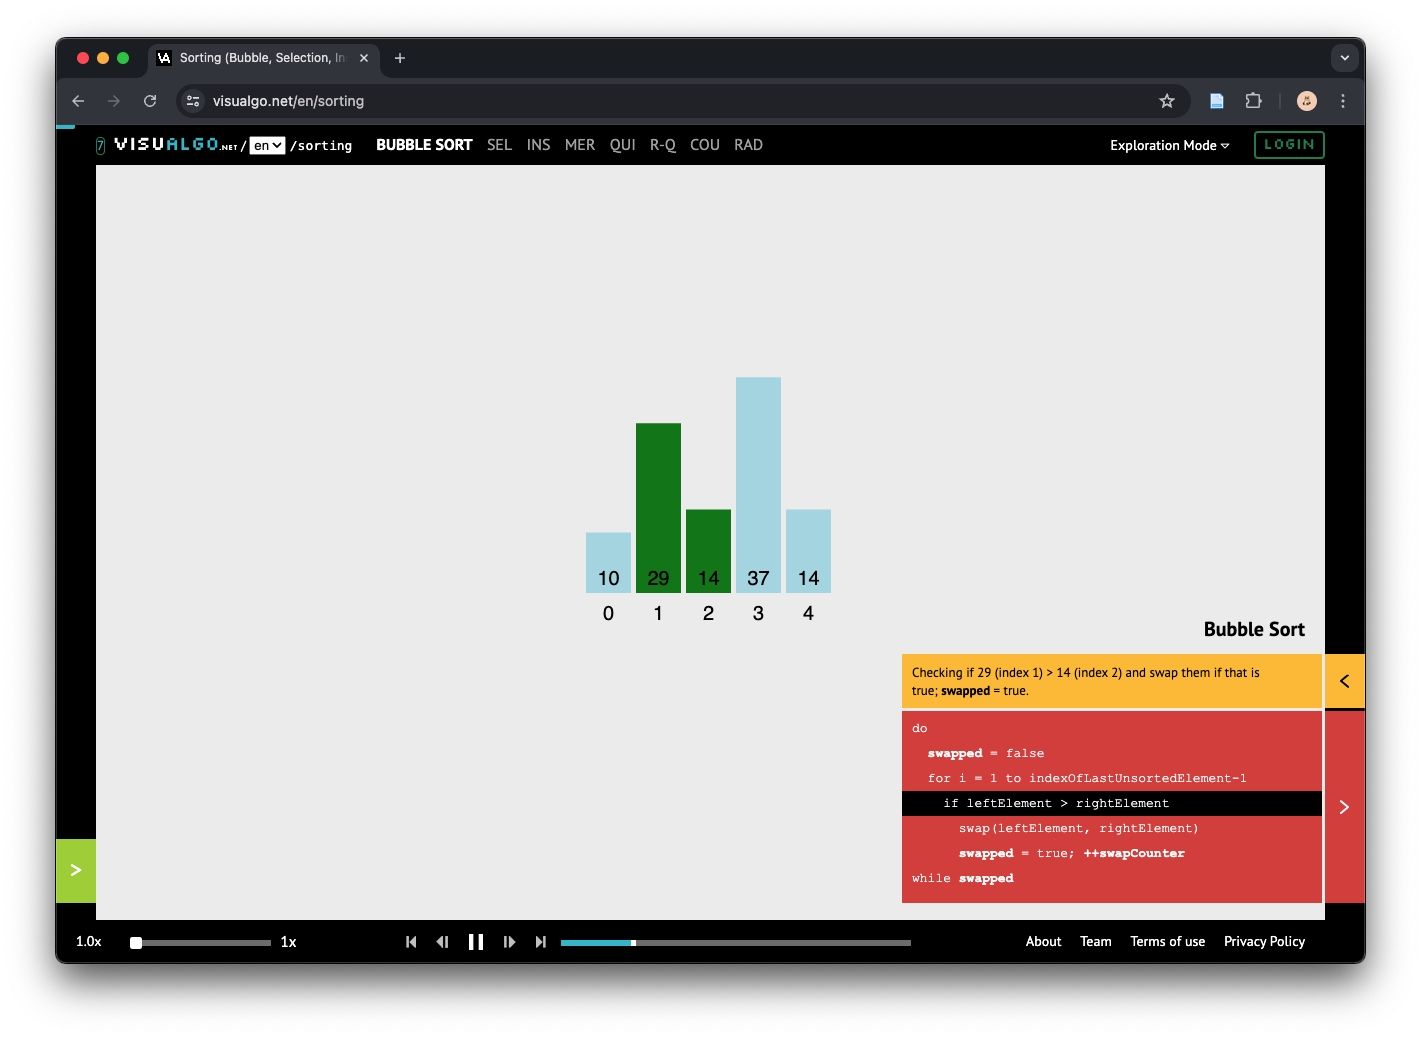 Sorting (Bubble, Selection, In
visualgo.net/en/sorting
7 VISUALGO.NET / en /sorting BUBBLE SORT SEL INS MER QUI R-Q COU RAD Exploration Mode LOGIN
10 29 14 37 14
0 1 2 3 4
Bubble Sort
Checking if 29 (index 1) > 14 (index 2) and swap them if that is
true; swapped = true.
do
swapped = false
for i = 1 to indexOfLastUnsortedElement-1
if leftElement > rightElement
swap(leftElement, rightElement)
swapped = true; ++swapCounter
while swapped
1.0x 1x About Team Terms of use Privacy Policy